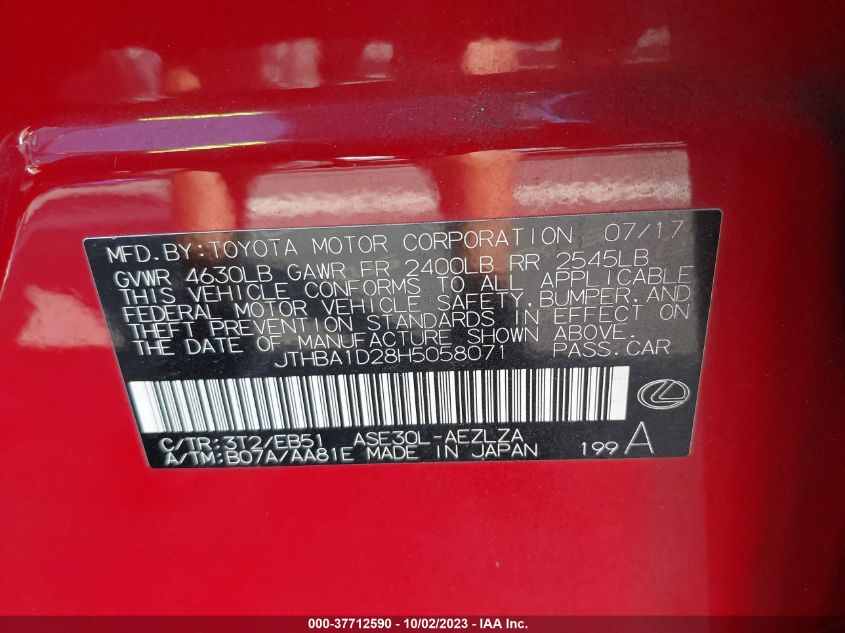 MFD. BY: TOYOTA MOTOR CORPORATION 07/17
GVWR 4630LB GAWR FR 2400LB RR 2545LB
THIS VEHICLE CONFORMS TO ALL APPLICABLE
FEDERAL MOTOR VEHICLE SAFETY, BUMPER, AND
THEFT PREVENTION STANDARDS IN EFFECT ON
THE DATE OF MANUFACTURE SHOWN ABOVE.
JTHBA1D28H5058071 PASS. CAR
C/TR: 3T2/EB51 ASE30L-AEZLZA
A/TM: B07A/AA81E MADE IN JAPAN 199 A
000-37712590 - 10/02/2023 - IAA Inc.